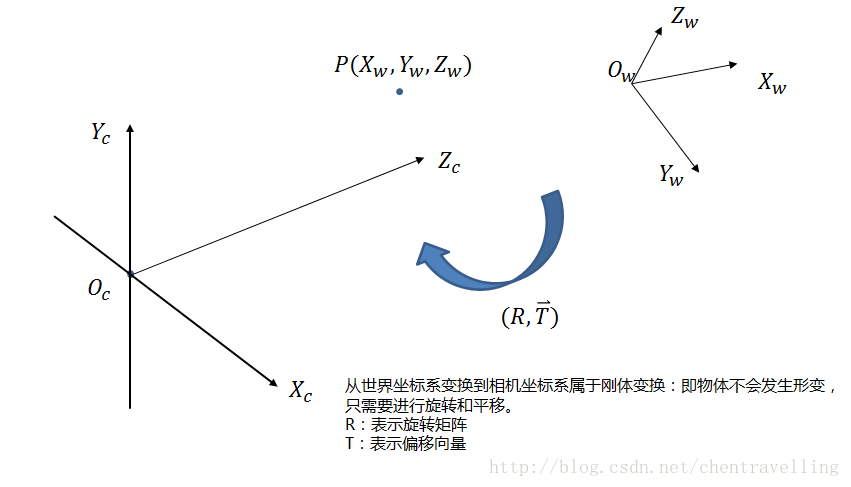 Z_w
P(X_w, Y_w, Z_w)
O_w
X_w
Y_c
Z_c
Y_w
O_c
(R, T⃗)
X_c
从世界坐标系变换到相机坐标系属于刚体变换：即物体不会发生形变，
只需要进行旋转和平移。
R：表示旋转矩阵
T：表示偏移向量
http://blog.csdn.net/chentravelling